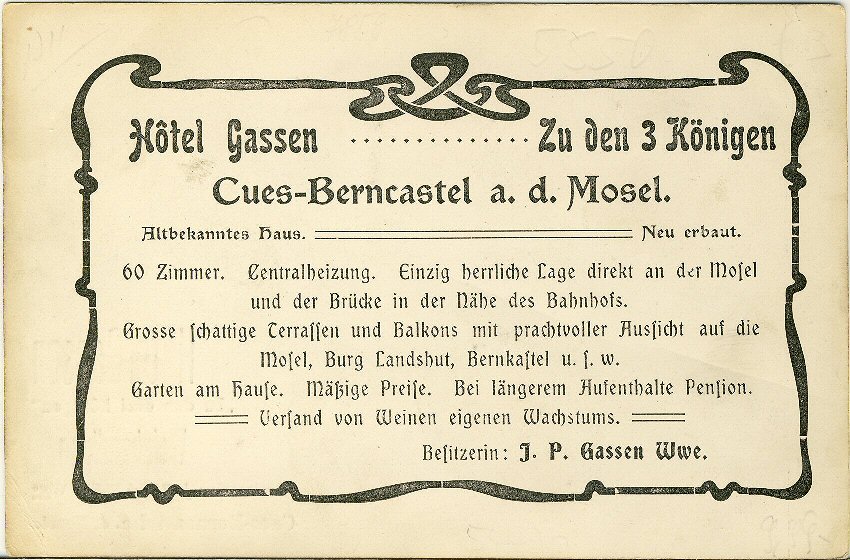 Hôtel Gassen .............. Zu den 3 Königen
Cues-Berncastel a. d. Mosel.
Altbekanntes Haus. Neu erbaut.
60 Zimmer. Centralheizung. Einzig herrliche Lage direkt an der Moſel
und der Brücke in der Nähe des Bahnhofs.
Grosse ſchattige Terraſſen und Balkons mit prachtvoller Ausſicht auf die
Moſel, Burg Landshut, Bernkaſtel u. ſ. w.
Garten am Hauſe. Mäßige Preiſe. Bei längerem Aufenthalte Penſion.
Verſand von Weinen eigenen Wachstums.
Beſitzerin: J. P. Gassen Wwe.